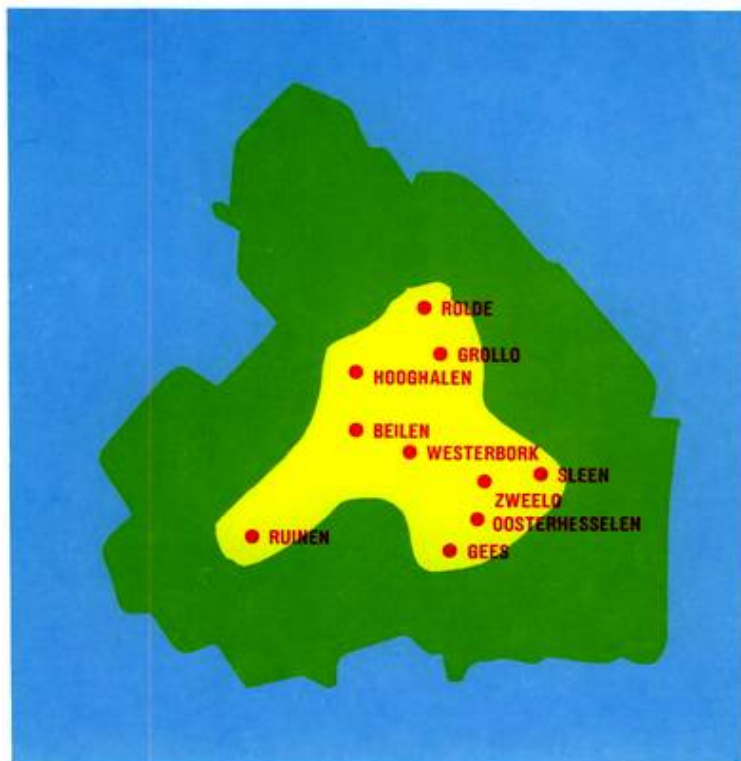 ROLDE
GROLLO
HOOGHALEN
BEILEN
WESTERBORK
SLEEN
ZWEELO
OOSTERHESSELEN
RUINEN
GEES